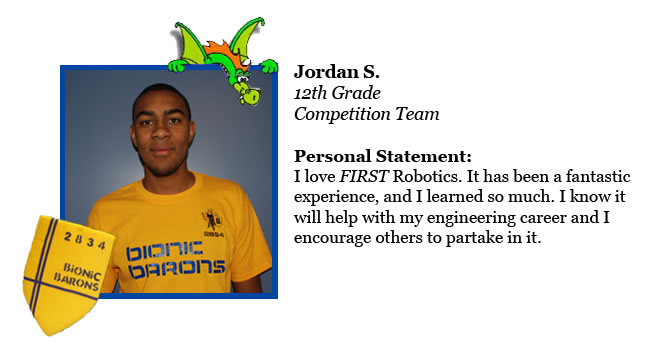 Jordan S.
12th Grade
Competition Team
Personal Statement:
I love FIRST Robotics. It has been a fantastic
experience, and I learned so much. I know it
will help with my engineering career and I
encourage others to partake in it.
2834
BIONIC
BARONS
2834
BiONiC
BARONS